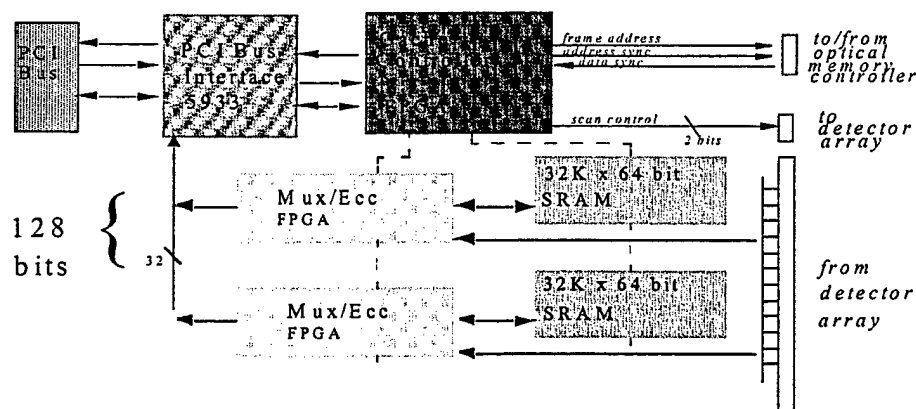 PCI
Bus
PCI Bus
Interface
5933
Controller
frame address
address sync
data sync
to/from
optical
memory
controller
scan control
2 bits
to
detector
array
128
bits
32
Mux/Ecc
FPGA
32K x 64 bit
SRAM
Mux/Ecc
FPGA
32K x 64 bit
SRAM
from
detector
array